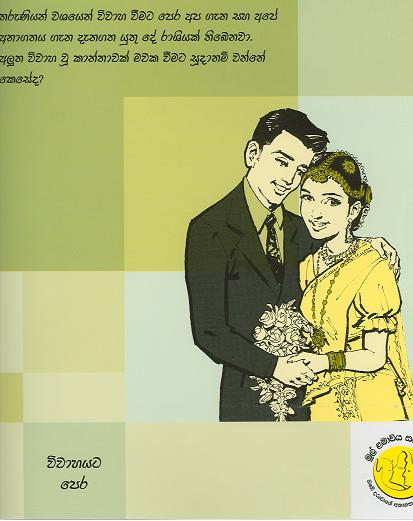 තරුණියන් වශයෙන් විවාහ වීමට පෙර අප ගැන සහ අපේ
අනාගතය ගැන දැනගත යුතු දේ රාශියක් තිබෙනවා.
අලුත විවාහ වූ කාන්තාවක් මවක වීමට සූදානම් වන්නේ
කෙසේද?
විවාහයට
පෙර
මුල් ළමාවිය